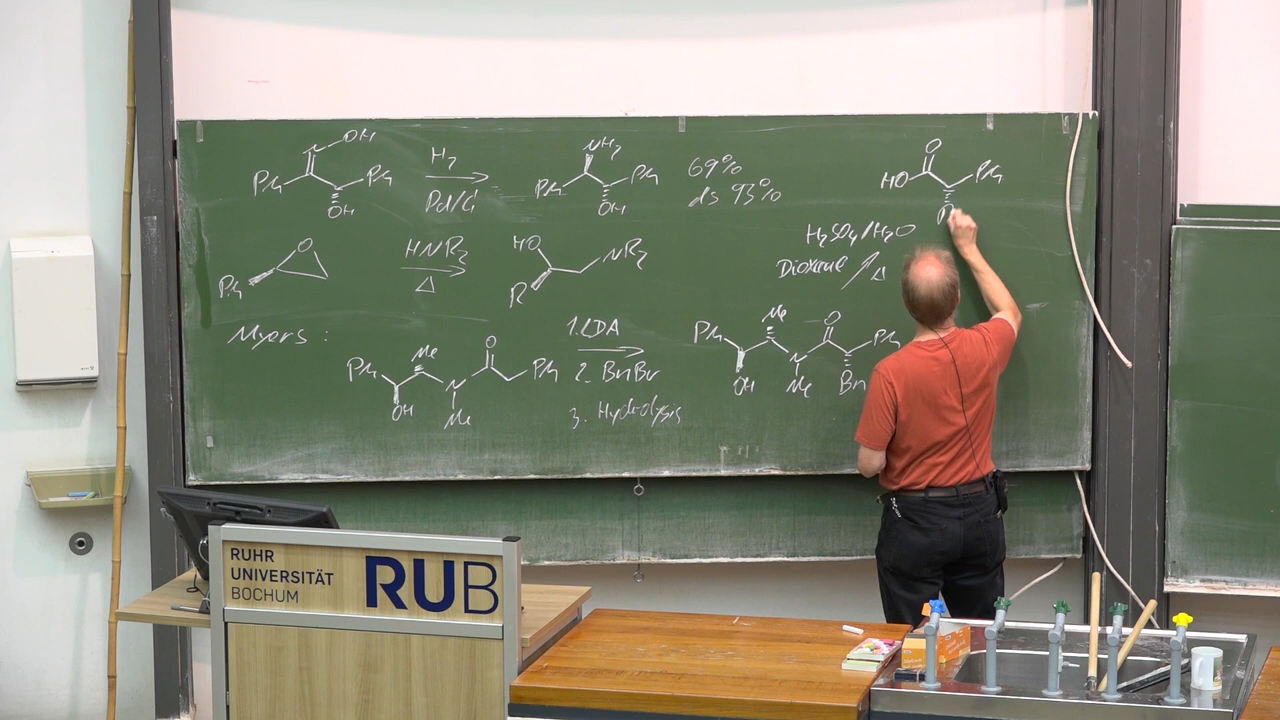 N OH
Ph Ph
OH
H2
Pd/C
NH2
Ph Ph
OH
69%
ds 93%
O
HO Ph
Ph O
HNR2
Δ
HO NR2
R
H2SO4/H2O
Dioxane Δ
Myers:
Ph Me O
N Ph
OH Me
1. LDA
2. BnBr
3. Hydrolysis
Ph Me O Ph
N
OH Me Bn
RUHR
UNIVERSITÄT
BOCHUM
RUB